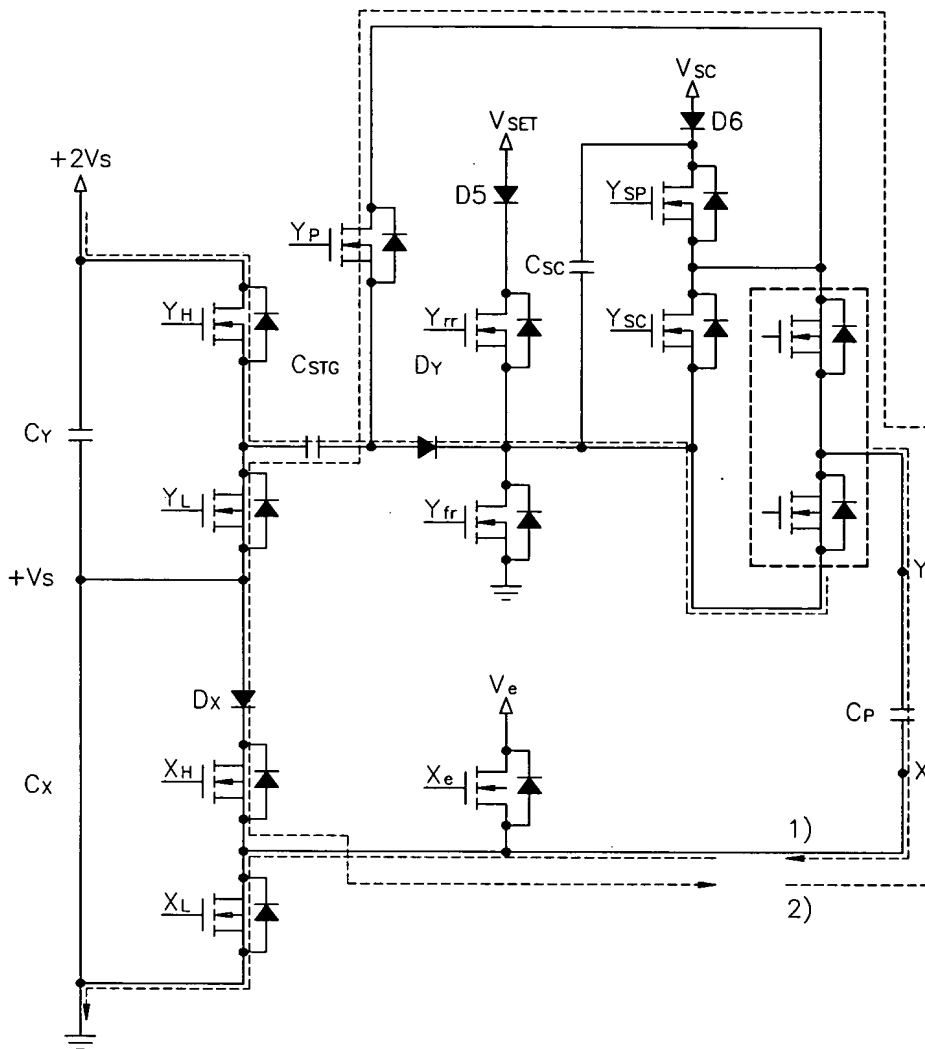 VSC
D6
VSET
+2VS
D5
YSP
YP
CSC
YH
Yrr
YSC
CSTG
DY
CY
YL
Yfr
+VS
Y
DX
Ve
CP
CX
XH
Xe
X
1)
XL
2)